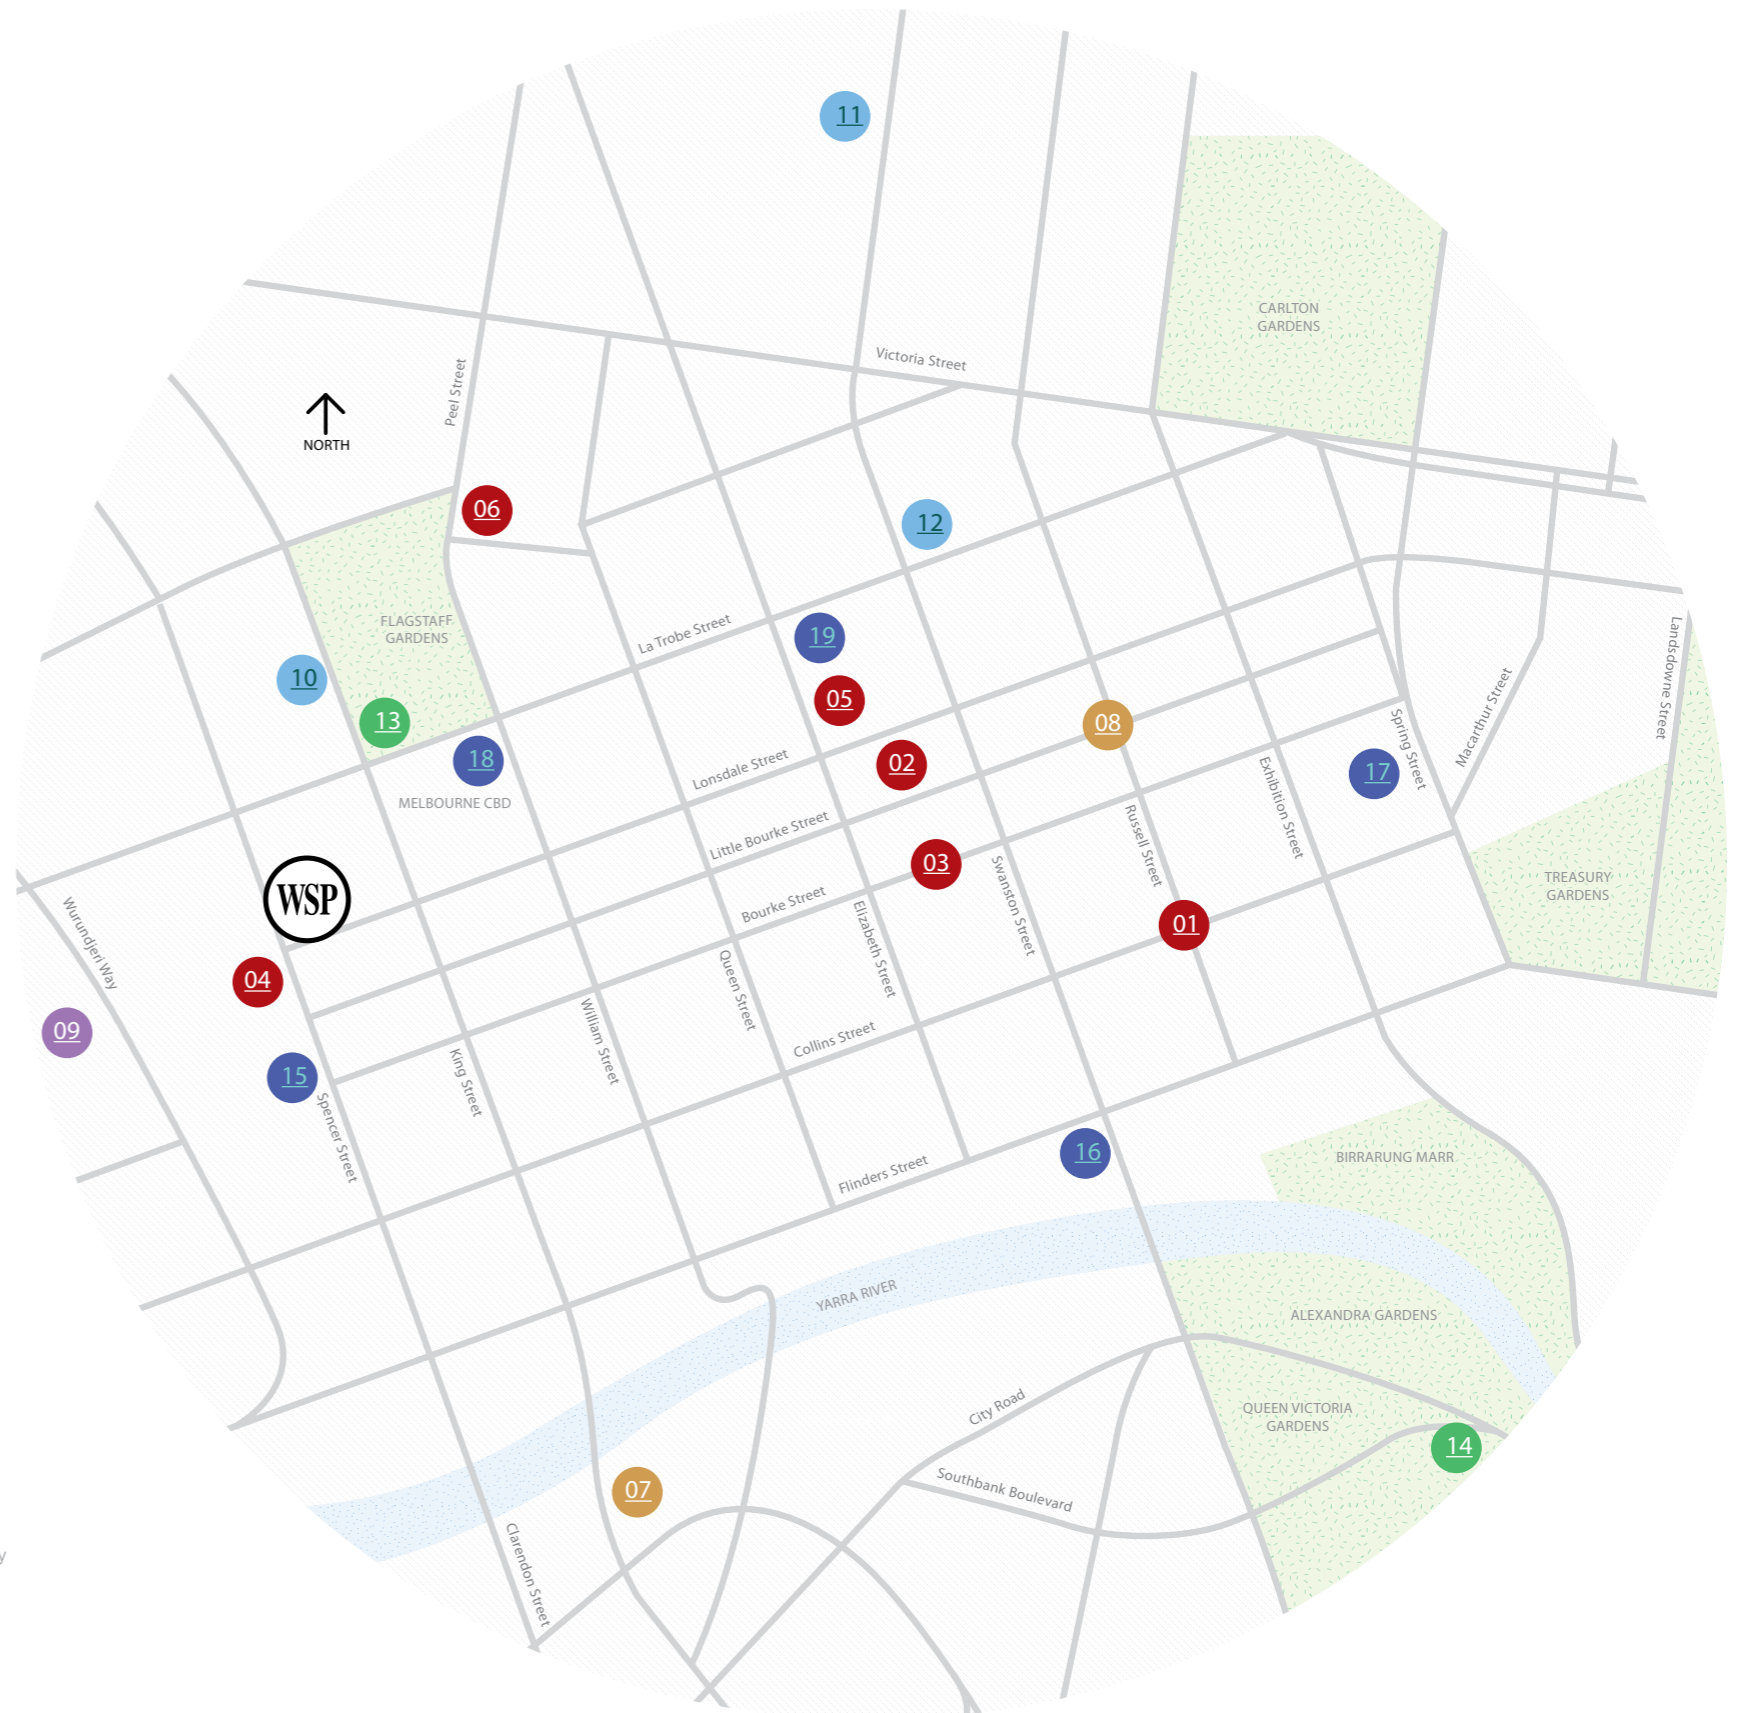 11
CARLTON
GARDENS
Victoria Street
Peel Street
NORTH
06
12
FLAGSTAFF
GARDENS
La Trobe Street
19
10
05
13
18
08
02
17
Lonsdale Street
MELBOURNE CBD
Little Bourke Street
Landsdowne Street
Macarthur Street
Spring Street
Exhibition Street
Russell Street
03
Swanston Street
WSP
Bourke Street
01
TREASURY
GARDENS
Wurundjeri Way
04
Elizabeth Street
Queen Street
09
15
William Street
Collins Street
King Street
Spencer Street
16
BIRRARUNG MARR
Flinders Street
YARRA RIVER
ALEXANDRA GARDENS
City Road
QUEEN VICTORIA
GARDENS
14
07
Southbank Boulevard
Clarendon Street
y